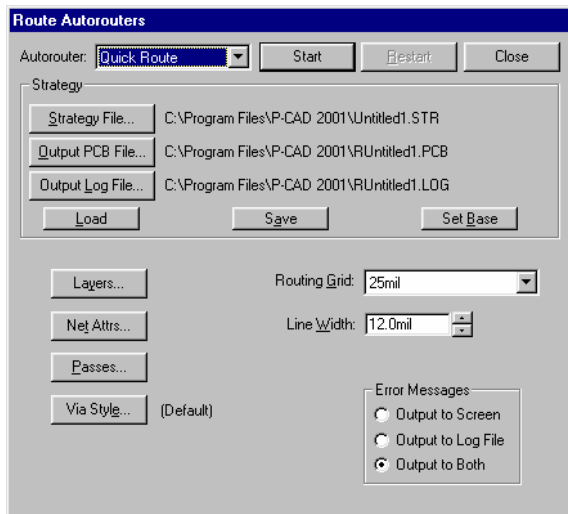 Route Autorouters
Autorouter: Quick Route Start Restart Close
Strategy
Strategy File... C:\Program Files\P-CAD 2001\Untitled1.STR
Output PCB File... C:\Program Files\P-CAD 2001\RUntitled1.PCB
Output Log File... C:\Program Files\P-CAD 2001\RUntitled1.LOG
Load Save Set Base
Layers... Routing Grid: 25mil
Net Attrs... Line Width: 12.0mil
Passes...
Via Style... (Default)
Error Messages
Output to Screen
Output to Log File
Output to Both